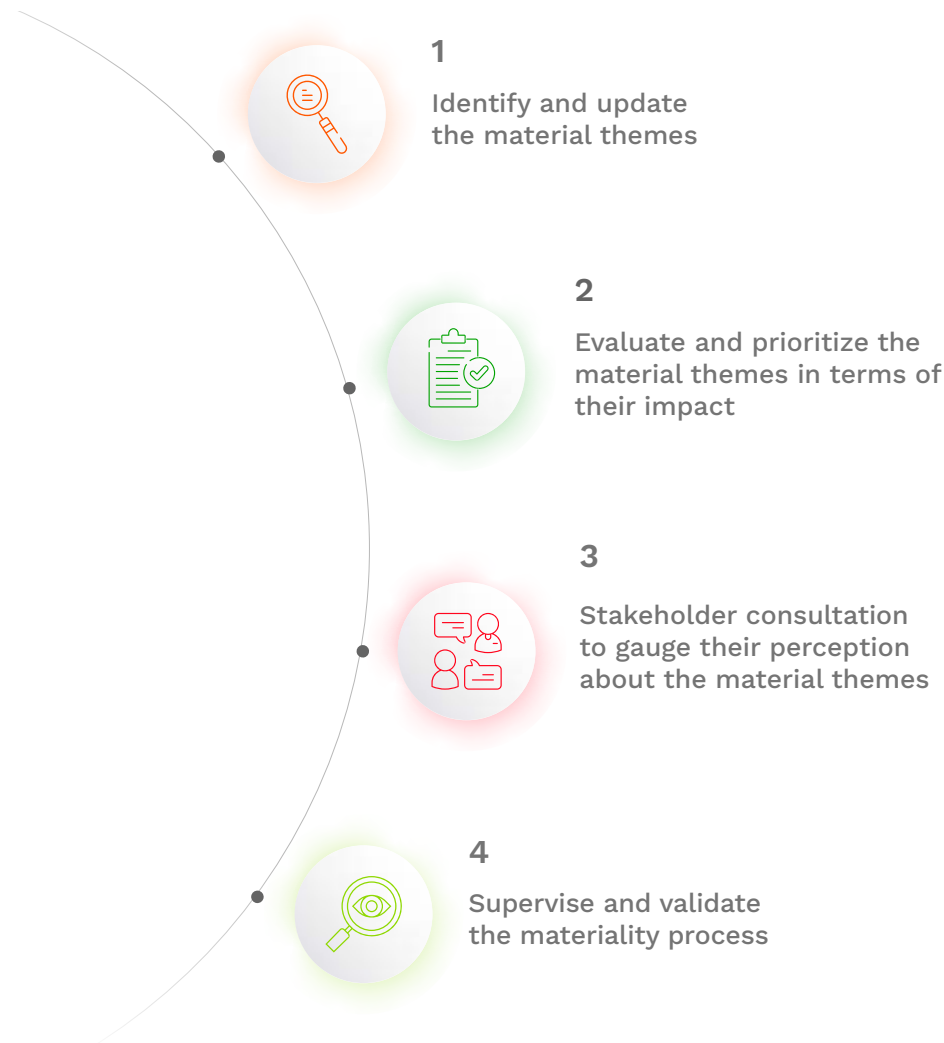 1
Identify and update
the material themes
2
Evaluate and prioritize the
material themes in terms of
their impact
3
Stakeholder consultation
to gauge their perception
about the material themes
4
Supervise and validate
the materiality process